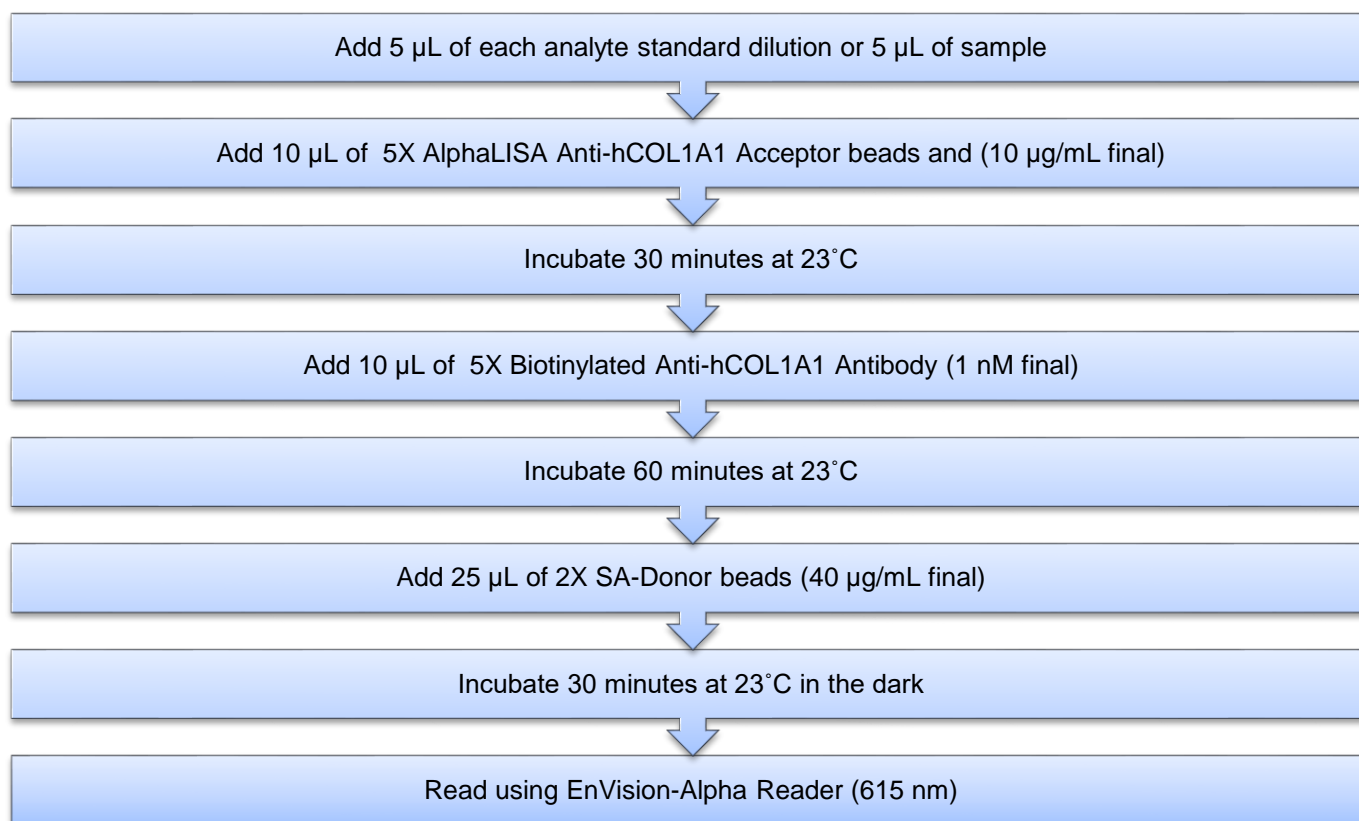 Add 5 µL of each analyte standard dilution or 5 µL of sample
Add 10 µL of 5X AlphaLISA Anti-hCOL1A1 Acceptor beads and (10 µg/mL final)
Incubate 30 minutes at 23˚C
Add 10 µL of 5X Biotinylated Anti-hCOL1A1 Antibody (1 nM final)
Incubate 60 minutes at 23˚C
Add 25 µL of 2X SA-Donor beads (40 µg/mL final)
Incubate 30 minutes at 23˚C in the dark
Read using EnVision-Alpha Reader (615 nm)